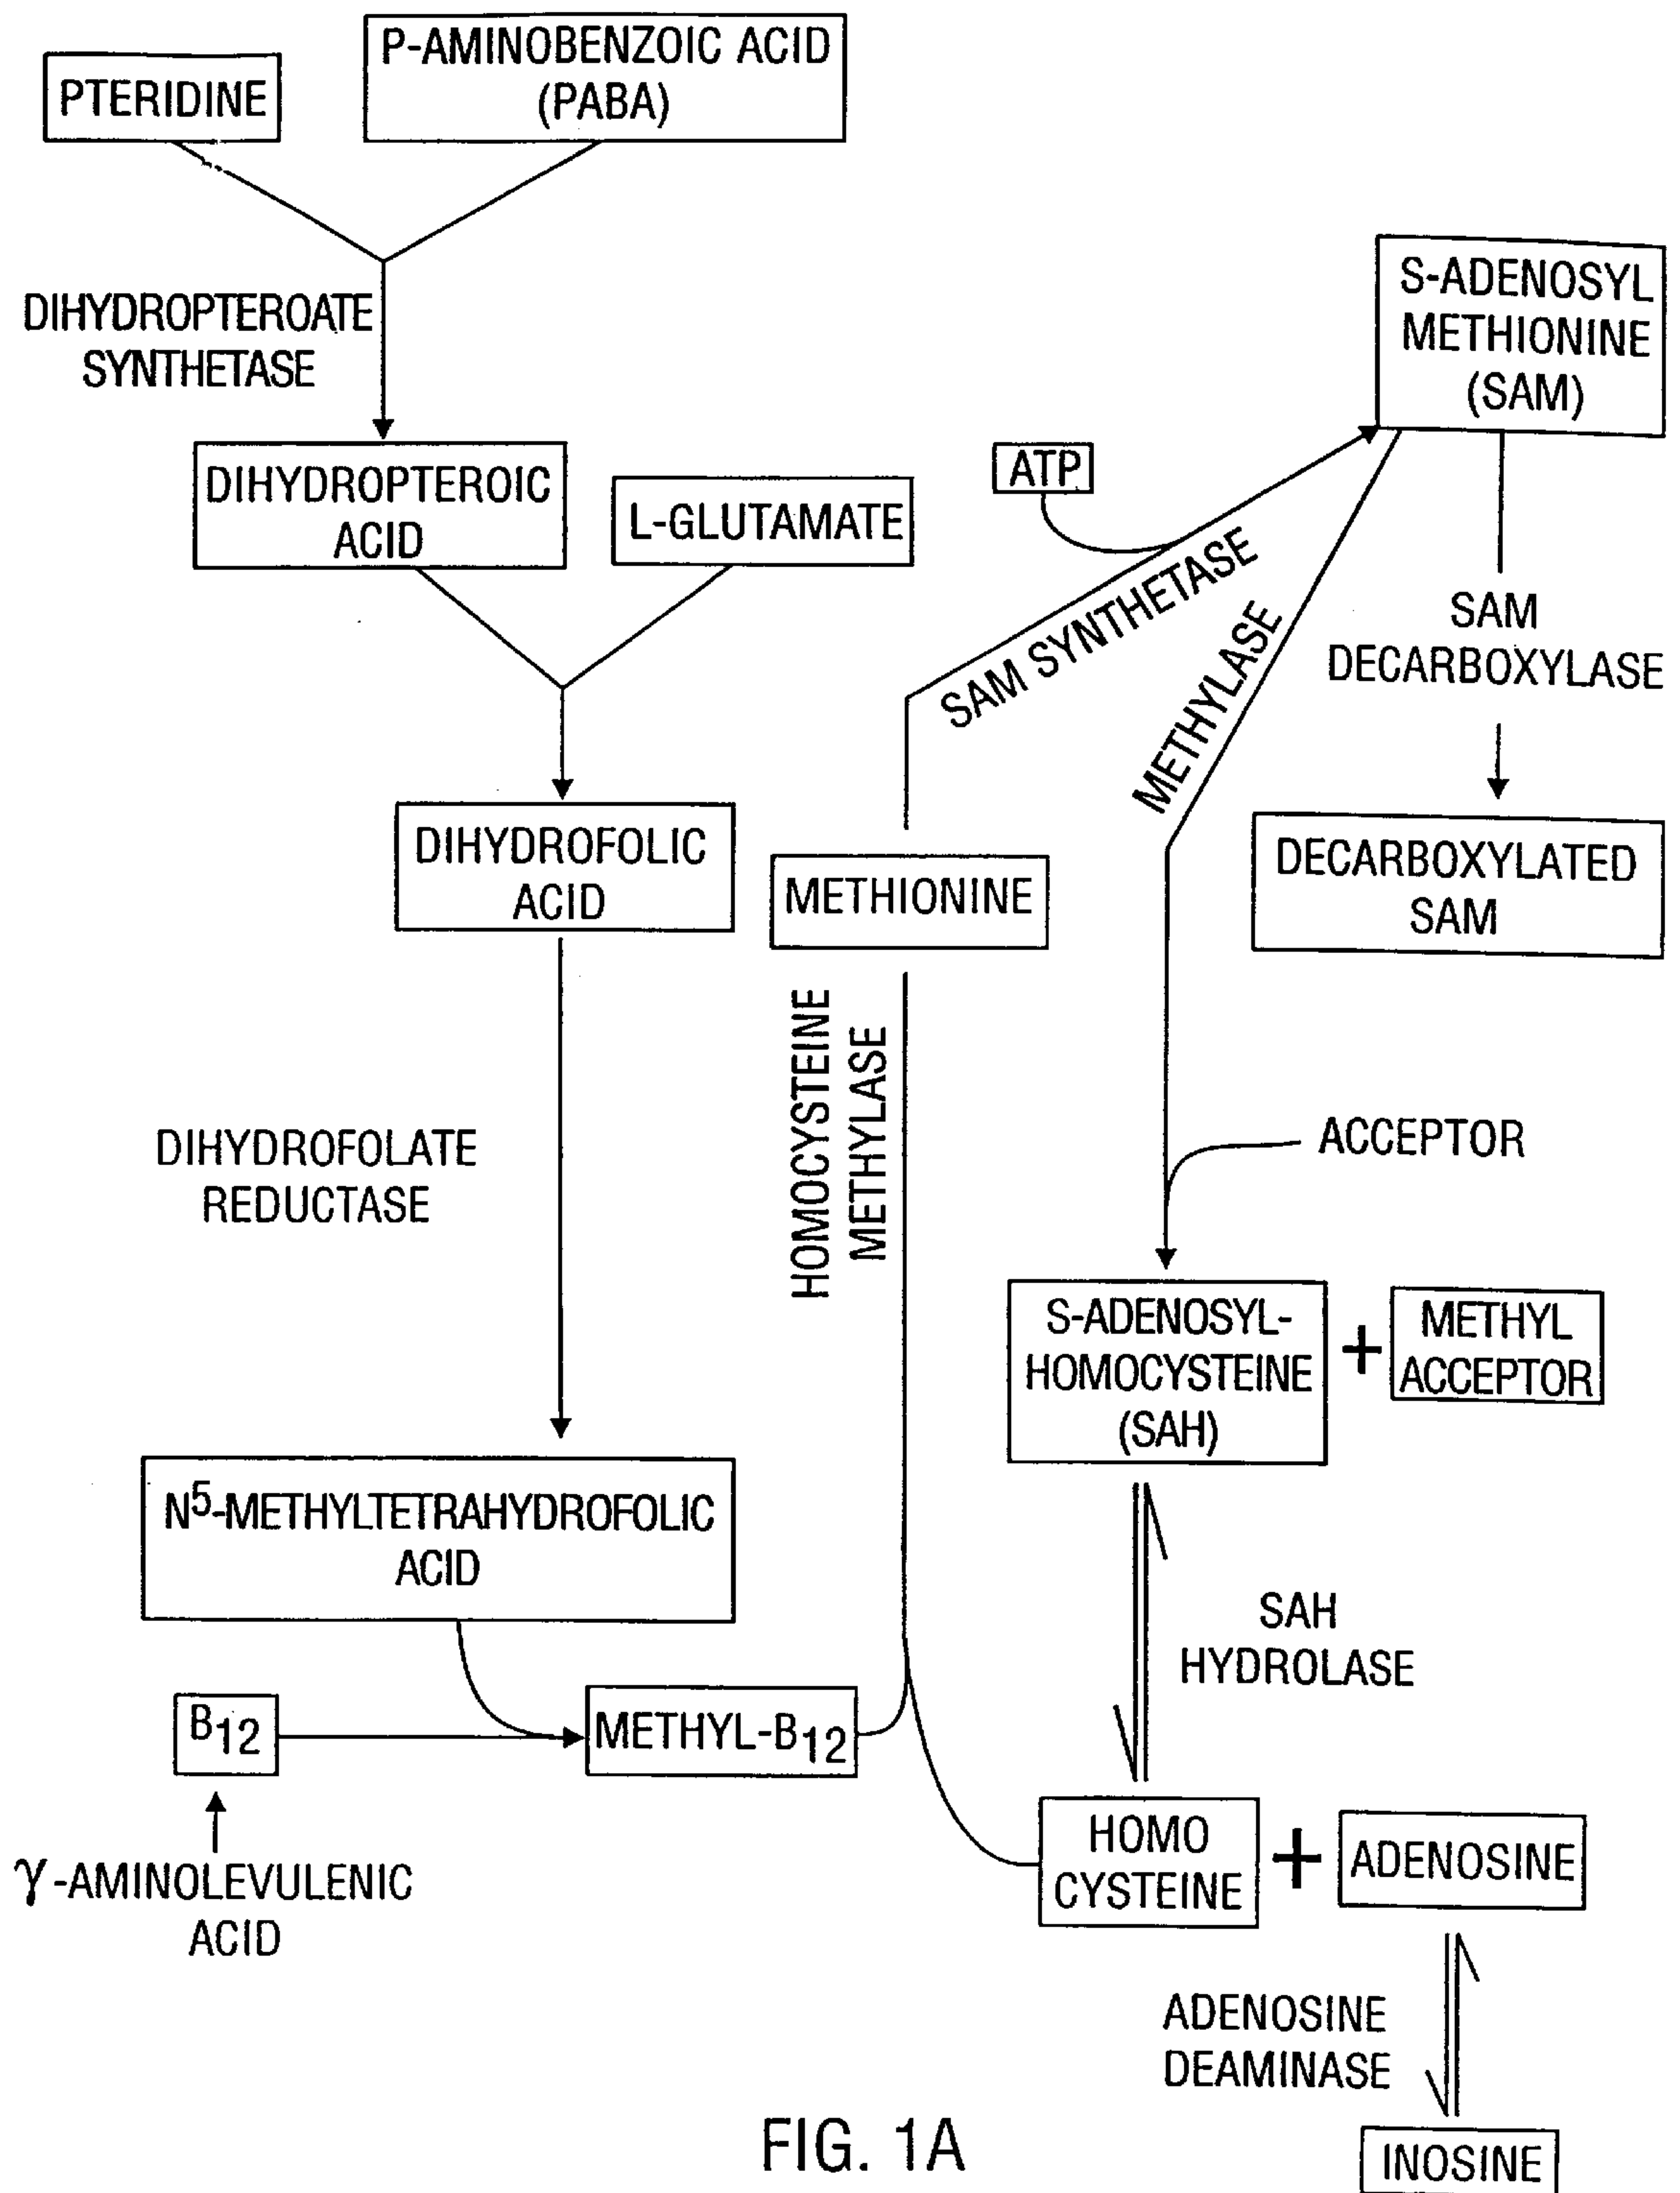 PTERIDINE
P-AMINOBENZOIC ACID
(PABA)
DIHYDROPTEROATE
SYNTHETASE
S-ADENOSYL
METHIONINE
(SAM)
DIHYDROPTEROIC
ACID
L-GLUTAMATE
ATP
SAM SYNTHETASE
METHYLASE
SAM
DECARBOXYLASE
DIHYDROFOLIC
ACID
METHIONINE
DECARBOXYLATED
SAM
HOMOCYSTEINE
METHYLASE
DIHYDROFOLATE
REDUCTASE
ACCEPTOR
S-ADENOSYL-
HOMOCYSTEINE
(SAH)
+
METHYL
ACCEPTOR
N5-METHYLTETRAHYDROFOLIC
ACID
SAH
HYDROLASE
B12
METHYL-B12
HOMO
CYSTEINE
+
ADENOSINE
γ-AMINOLEVULENIC
ACID
ADENOSINE
DEAMINASE
INOSINE
FIG. 1A